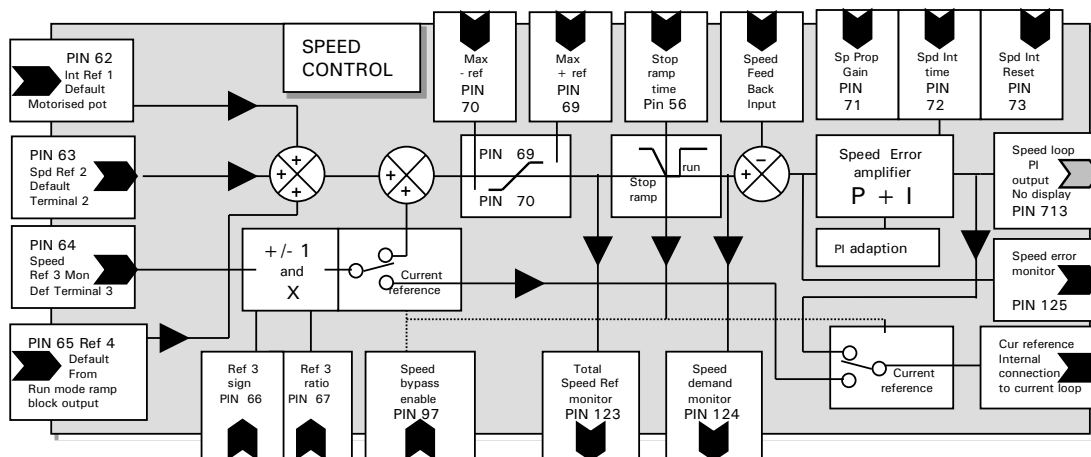 SPEED
CONTROL
PIN 62
Int Ref 1
Default
Motorised pot
PIN 63
Spd Ref 2
Default
Terminal 2
PIN 64
Speed
Ref 3 Mon
Def Terminal 3
PIN 65 Ref 4
Default
From
Run mode ramp
block output
Max
- ref
PIN
70
Max
+ ref
PIN
69
Stop
ramp
time
Pin 56
Speed
Feed
Back
Input
Sp Prop
Gain
PIN
71
Spd Int
time
PIN
72
Spd Int
Reset
PIN
73
+
+
+
+
+
PIN 69
PIN 70
run
Stop
ramp
-
+
Speed Error
amplifier
P + I
PI adaption
Speed loop
PI
output
No display
PIN 713
Speed error
monitor
PIN 125
+/- 1
and
X
Current
reference
Current
reference
Cur reference
Internal
connection
to current loop
Ref 3
sign
PIN 66
Ref 3
ratio
PIN 67
Speed
bypass
enable
PIN 97
Total
Speed Ref
monitor
PIN 123
Speed
demand
monitor
PIN 124